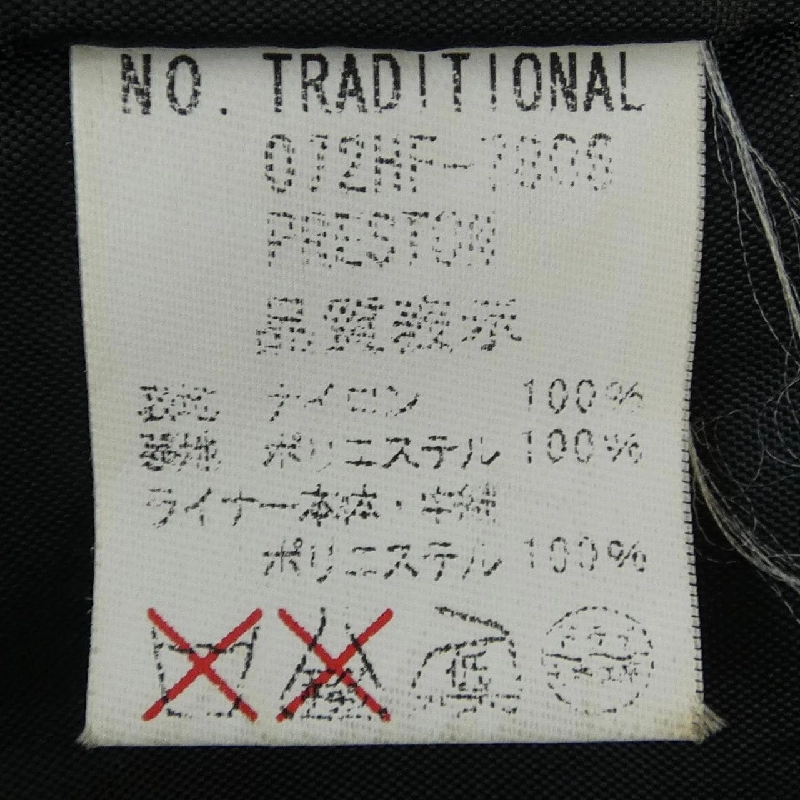 NO. TRADITIONAL
PRESTON
品質表示
表地 ナイロン 100%
裏地 ポリエステル 100%
ライナー本体・中綿
ポリエステル 100%
低